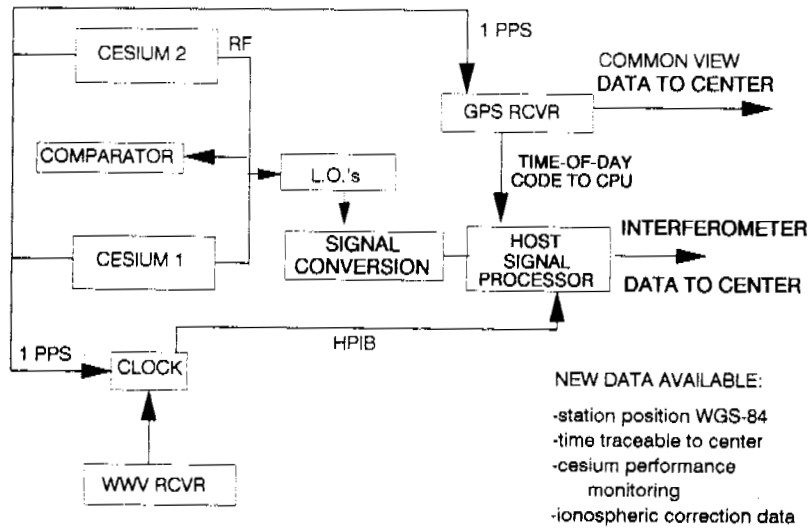 1 PPS
CESIUM 2
RF
COMMON VIEW
DATA TO CENTER
GPS RCVR
COMPARATOR
L.O.'s
TIME-OF-DAY
CODE TO CPU
CESIUM 1
SIGNAL
CONVERSION
HOST
SIGNAL
PROCESSOR
INTERFEROMETER
DATA TO CENTER
HPIB
1 PPS
CLOCK
WWV RCVR
NEW DATA AVAILABLE:
-station position WGS-84
-time traceable to center
-cesium performance
monitoring
-ionospheric correction data